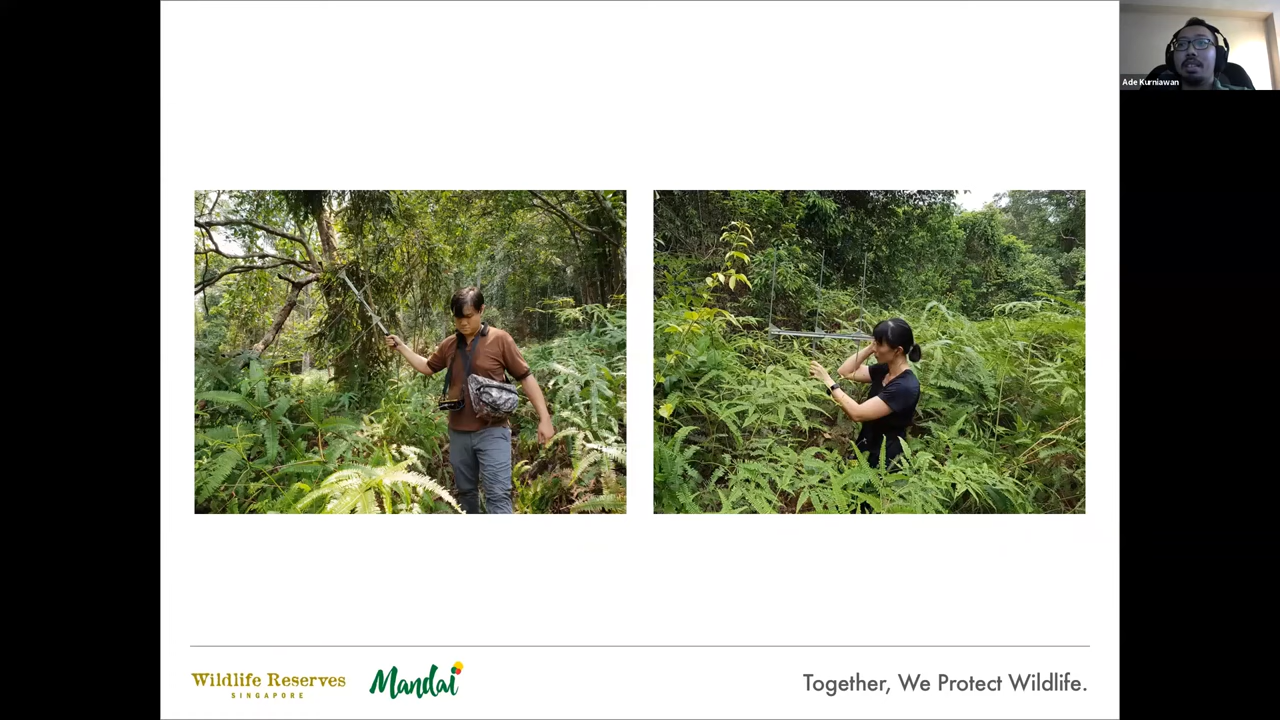 Ade Kurniawan
Wildlife Reserves
SINGAPORE
Mandai
Together, We Protect Wildlife.